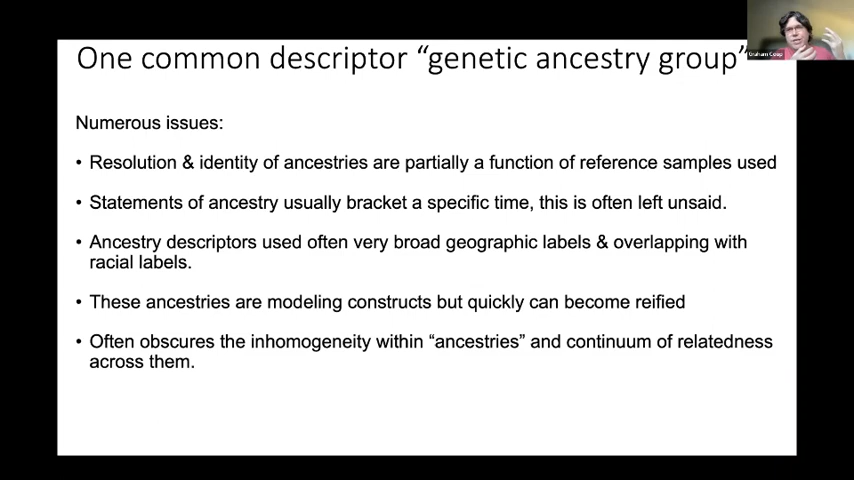 One common descriptor “genetic ancestry group”
Graham Coop
Numerous issues:
• Resolution & identity of ancestries are partially a function of reference samples used
• Statements of ancestry usually bracket a specific time, this is often left unsaid.
• Ancestry descriptors used often very broad geographic labels & overlapping with
racial labels.
• These ancestries are modeling constructs but quickly can become reified
• Often obscures the inhomogeneity within “ancestries” and continuum of relatedness
across them.